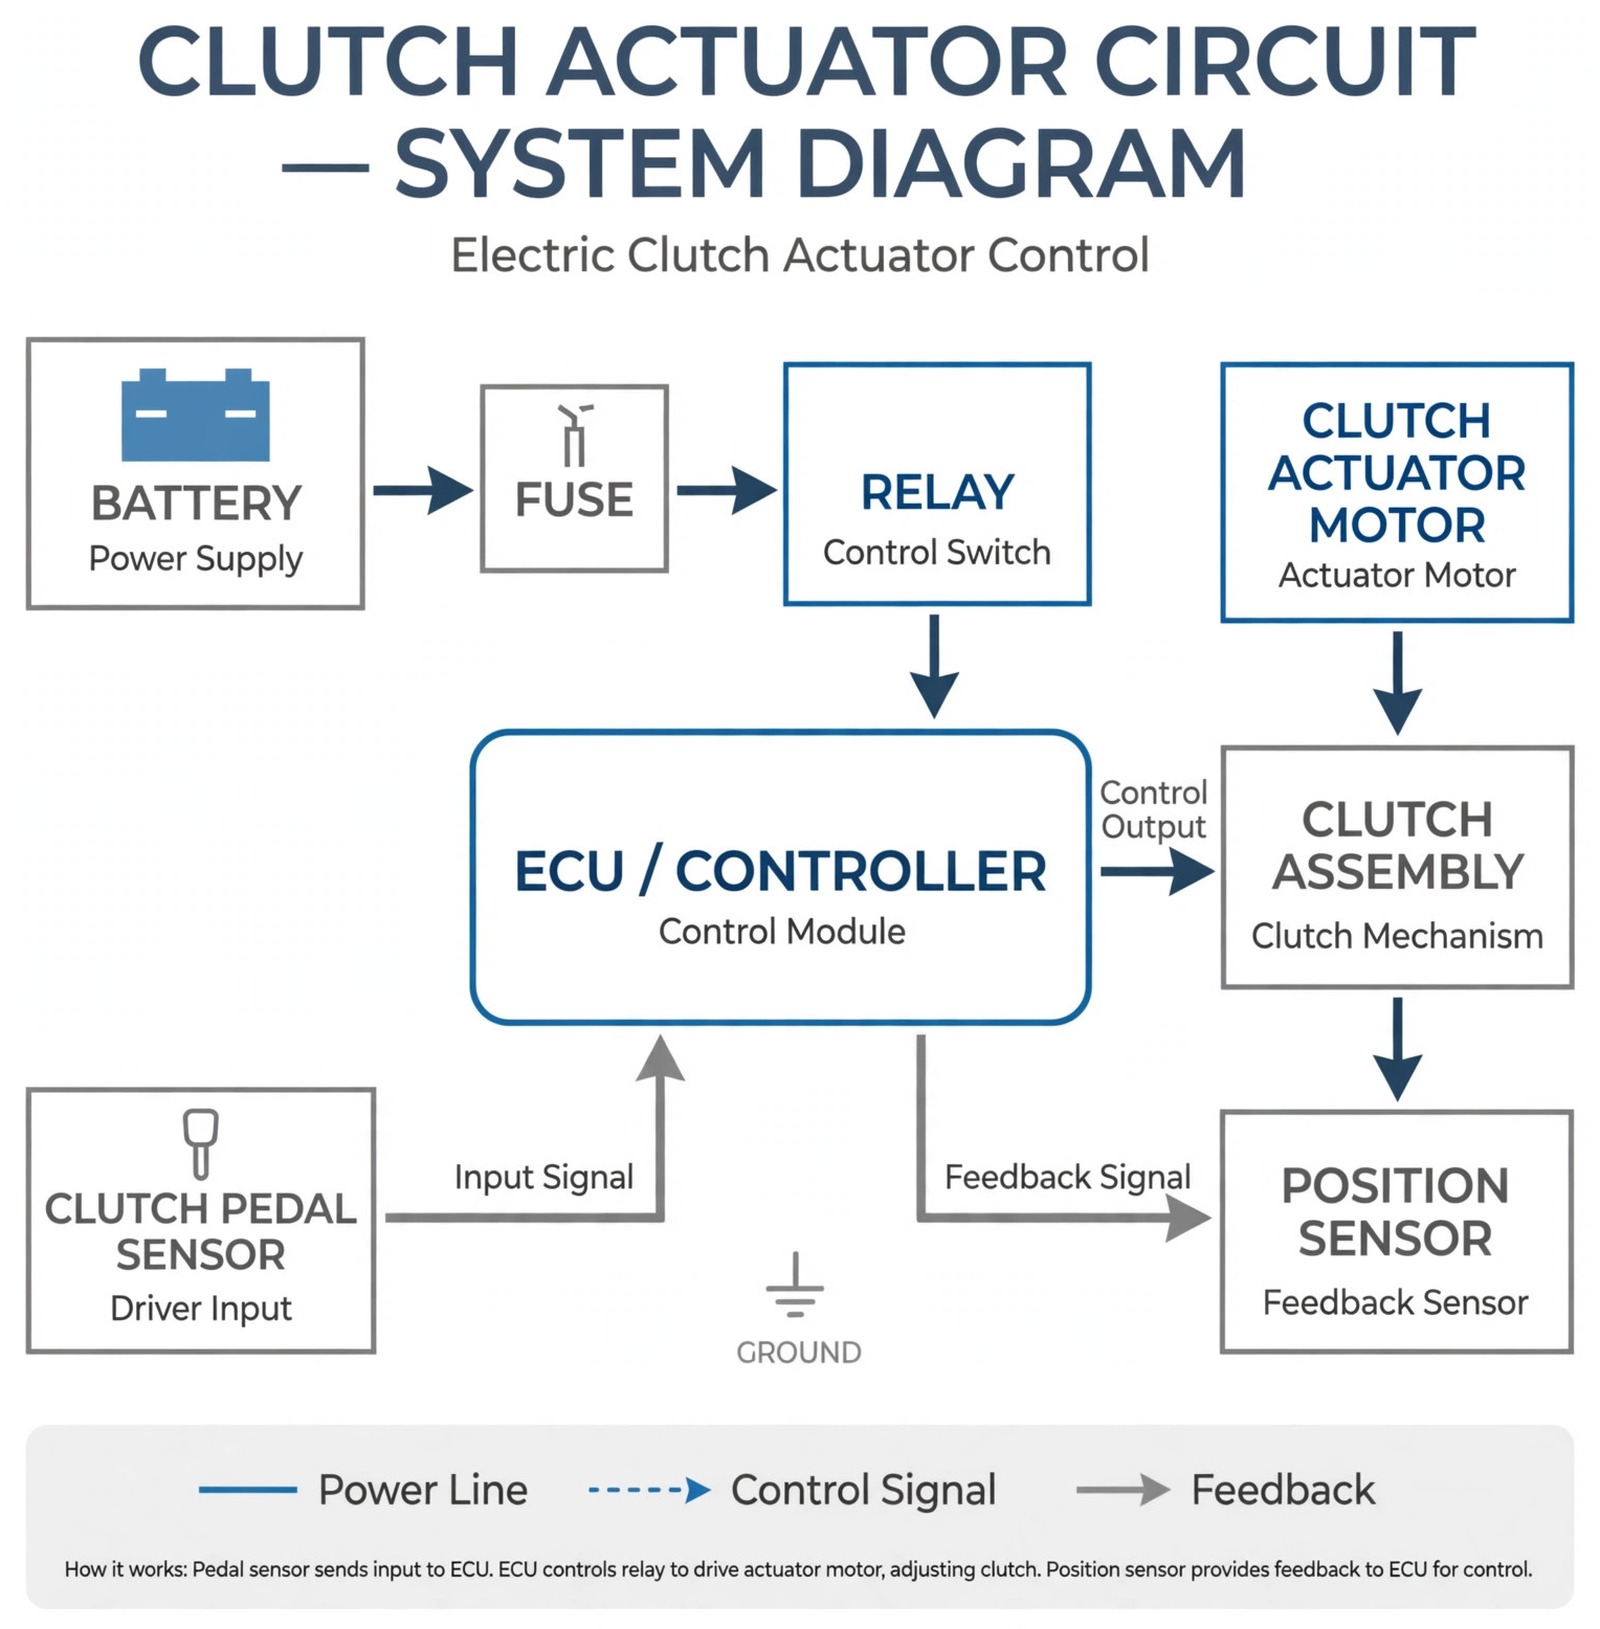 CLUTCH ACTUATOR CIRCUIT
— SYSTEM DIAGRAM
Electric Clutch Actuator Control
BATTERY
Power Supply
FUSE
RELAY
Control Switch
CLUTCH
ACTUATOR
MOTOR
Actuator Motor
ECU / CONTROLLER
Control Module
Control
Output
CLUTCH
ASSEMBLY
Clutch Mechanism
CLUTCH PEDAL
SENSOR
Driver Input
Input Signal
Feedback Signal
POSITION
SENSOR
Feedback Sensor
GROUND
Power Line
Control Signal
Feedback
How it works: Pedal sensor sends input to ECU. ECU controls relay to drive actuator motor, adjusting clutch. Position sensor provides feedback to ECU for control.